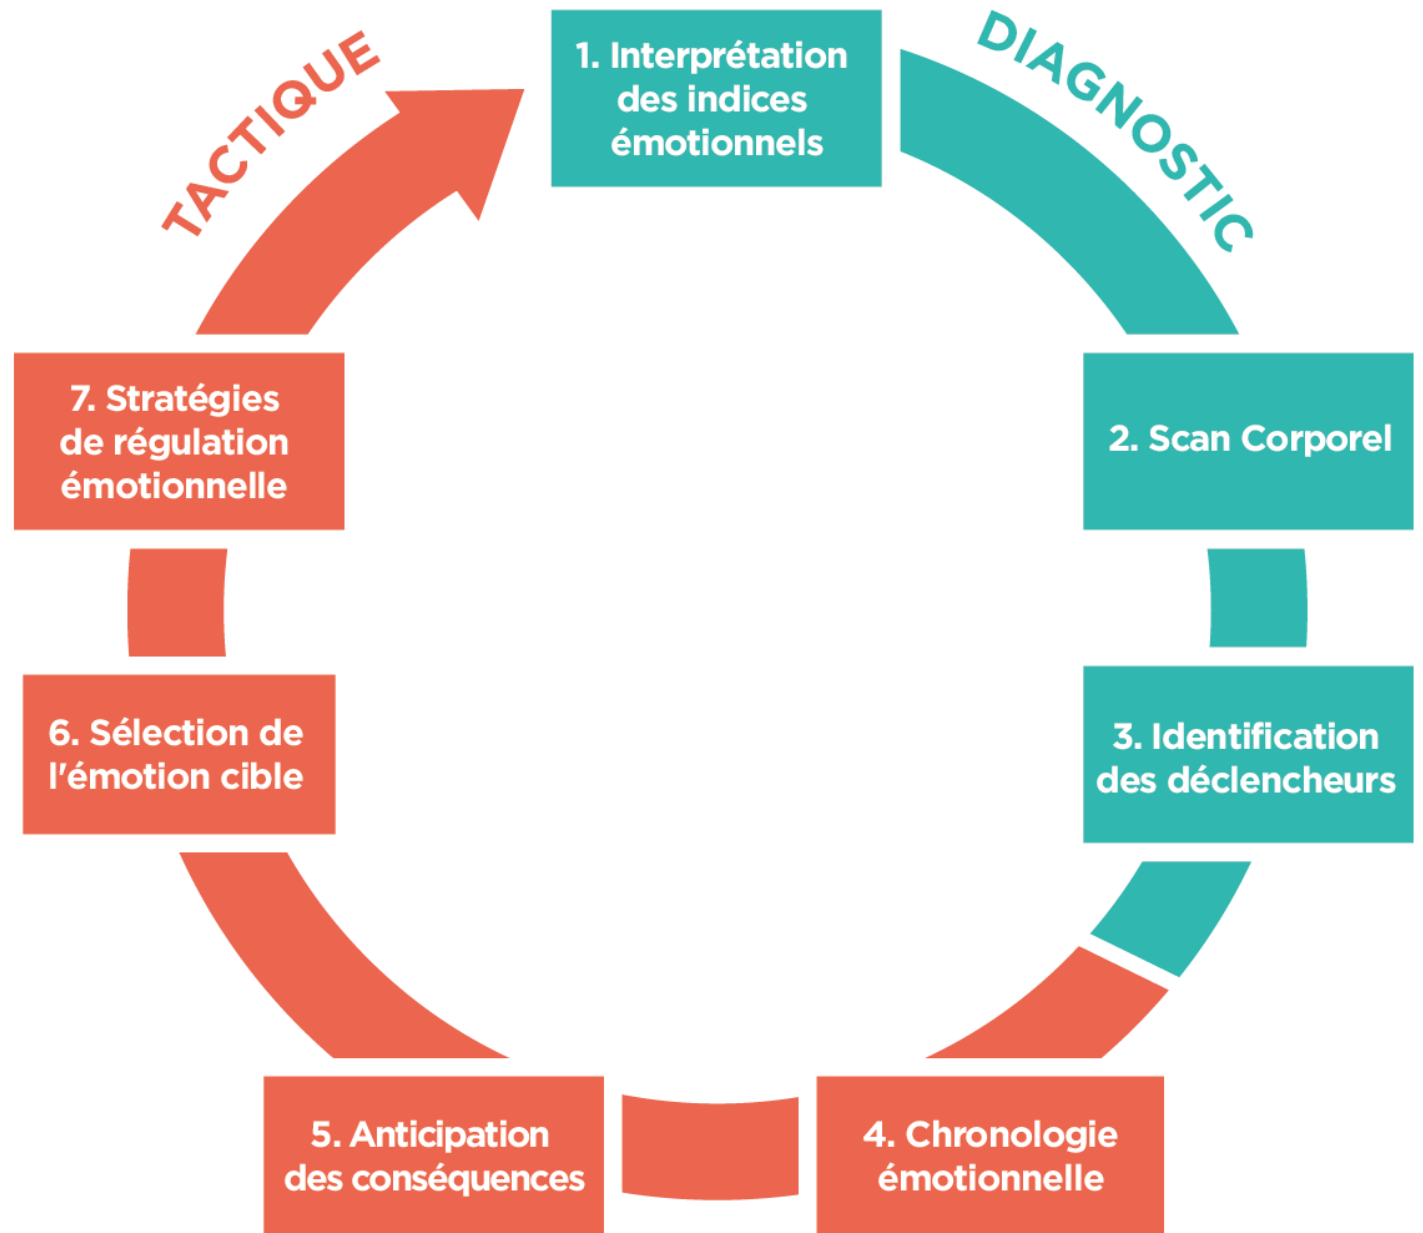 TACTIQUE
DIAGNOSTIC
1. Interprétation
des indices
émotionnels
2. Scan Corporel
3. Identification
des déclencheurs
4. Chronologie
émotionnelle
5. Anticipation
des conséquences
6. Sélection de
l'émotion cible
7. Stratégies
de régulation
émotionnelle